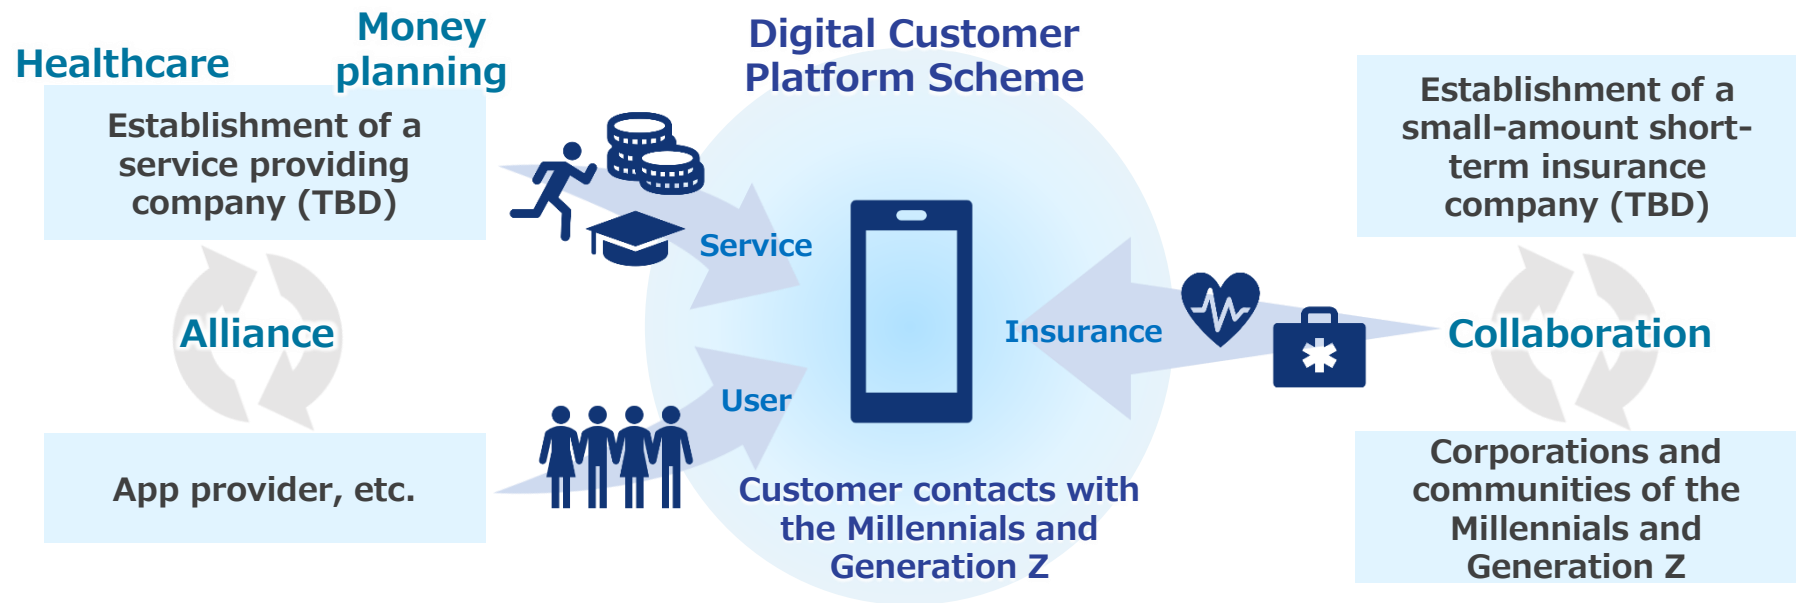 Healthcare
Money
planning
Establishment of a
service providing
company (TBD)
Alliance
App provider, etc.
Digital Customer
Platform Scheme
Service
User
Insurance
Customer contacts with
the Millennials and
Generation Z
Establishment of a
small-amount short-
term insurance
company (TBD)
Collaboration
Corporations and
communities of the
Millennials and
Generation Z